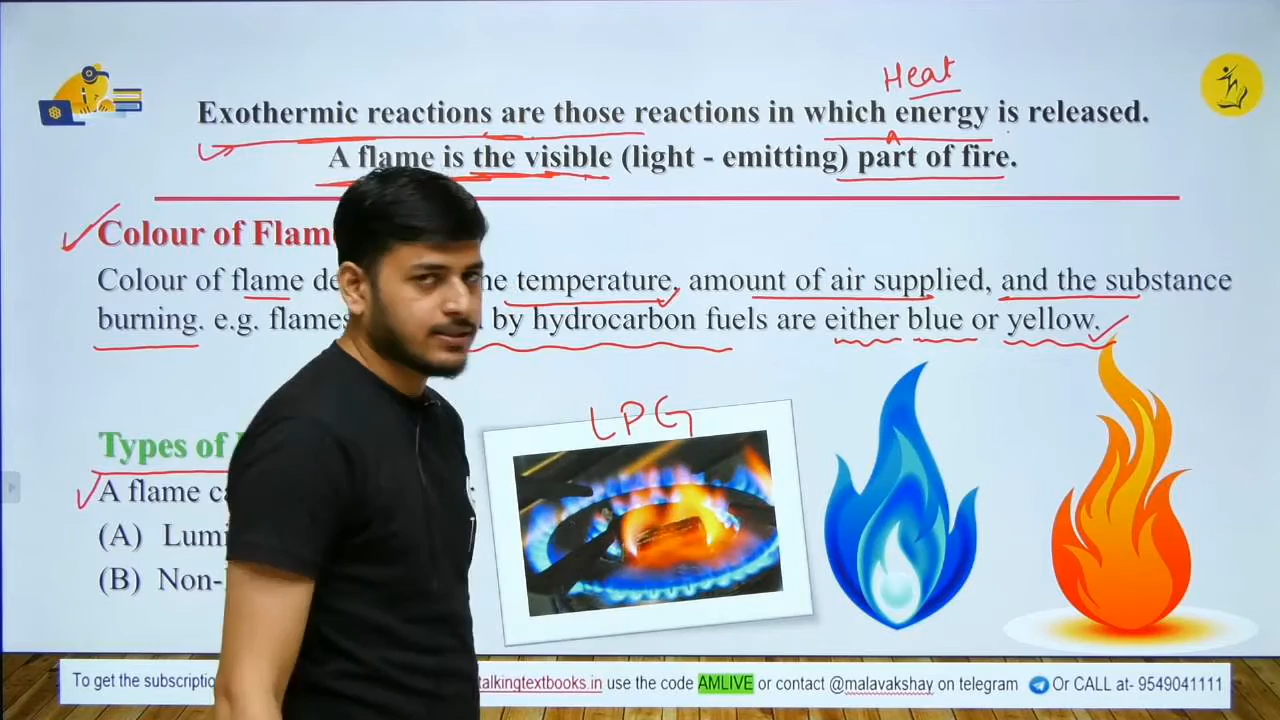 Heat
Exothermic reactions are those reactions in which energy is released.
A flame is the visible (light - emitting) part of fire.
Colour of Flam
Colour of flame de he temperature, amount of air supplied, and the substance
burning. e.g. flames by hydrocarbon fuels are either blue or yellow.
LPG
Types of
A flame ca
(A) Lumi
(B) Non-
To get the subscriptio talkingtextbooks.in use the code AMLIVE or contact @malavakshay on telegram Or CALL at- 9549041111